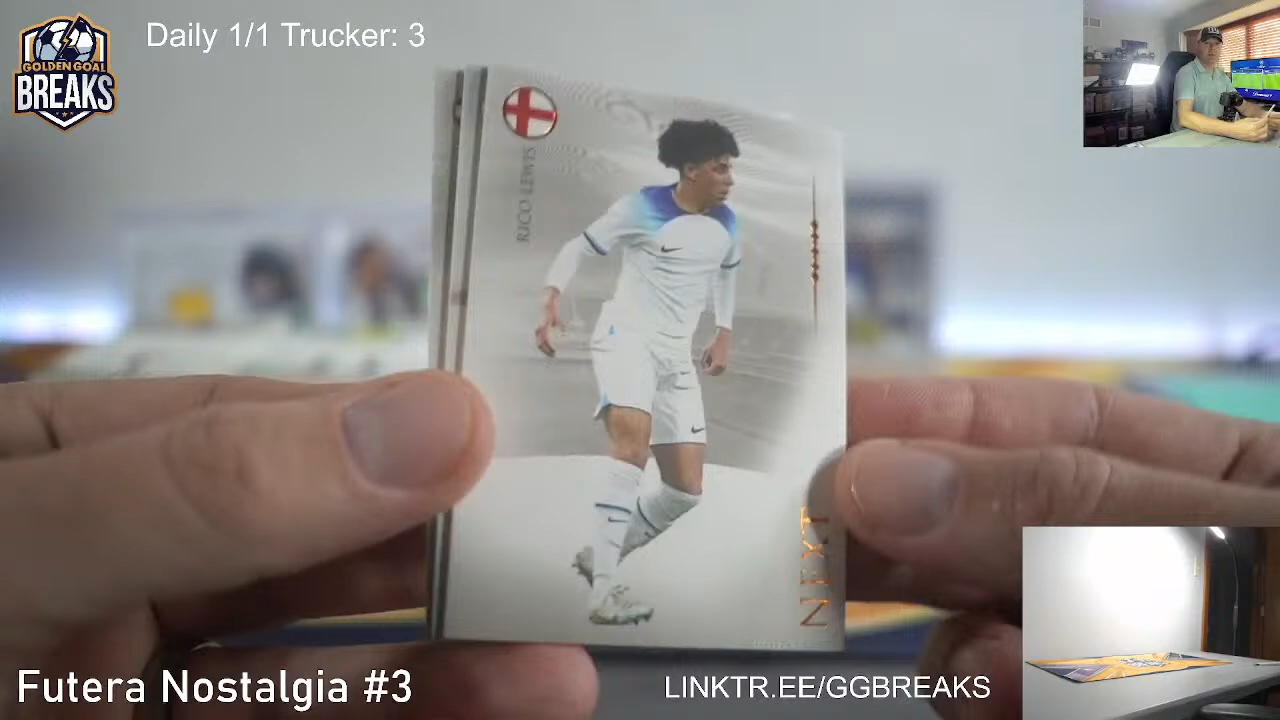 GOLDEN GOAL
BREAKS
Daily 1/1 Trucker: 3
RICO LEWIS
NEXT
Futera Nostalgia #3
LINKTR.EE/GGBREAKS